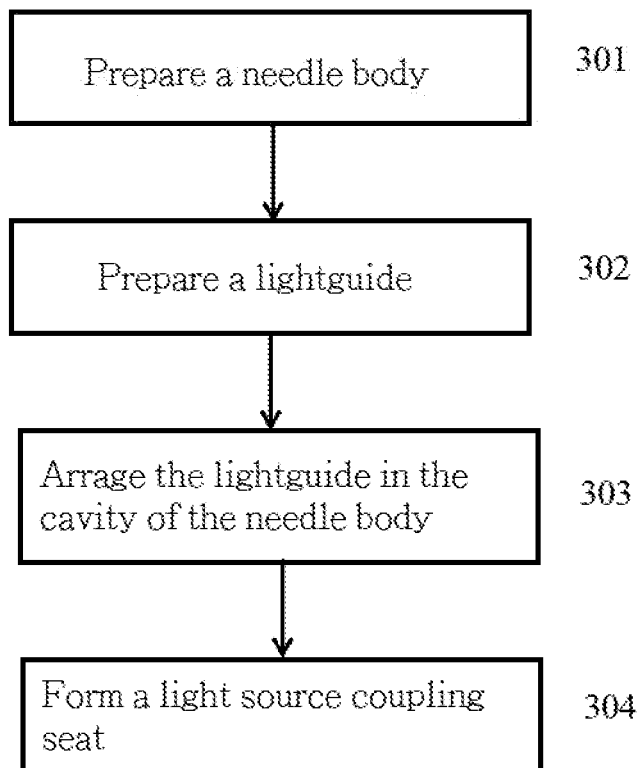 Prepare a needle body
301
Prepare a lightguide
302
Arrage the lightguide in the
cavity of the needle body
303
Form a light source coupling
seat
304